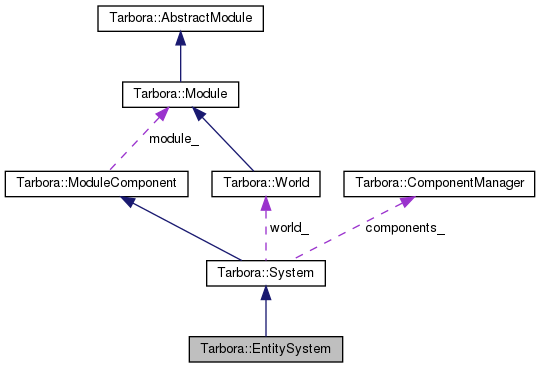 Tarbora::AbstractModule
Tarbora::Module
module_
Tarbora::ModuleComponent
Tarbora::World
Tarbora::ComponentManager
world_
components_
Tarbora::System
Tarbora::EntitySystem